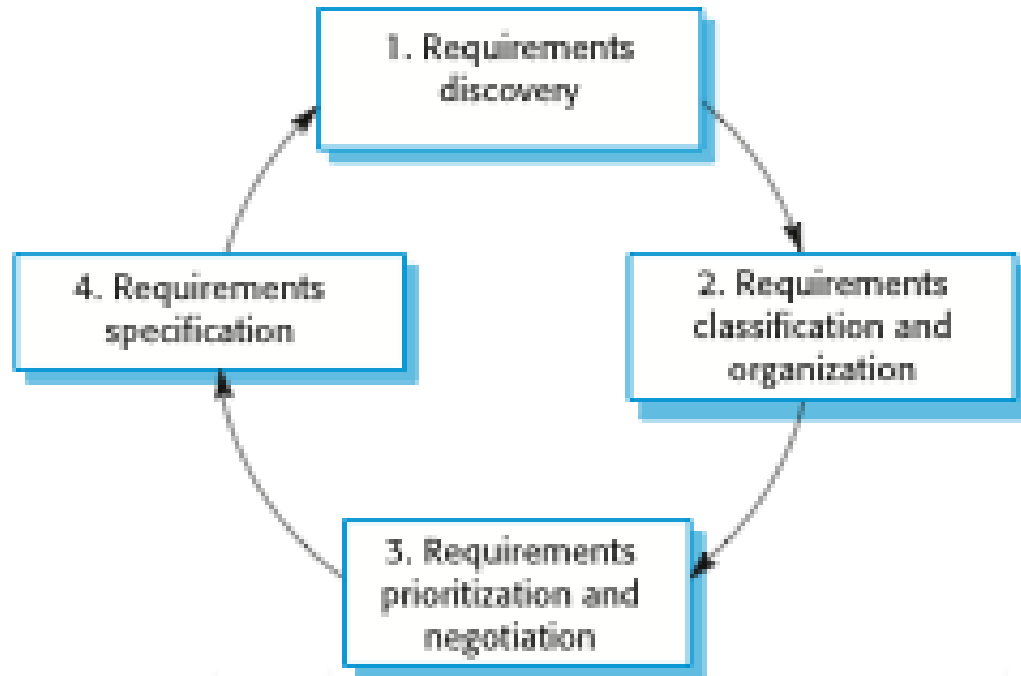 1. Requirements
discovery
2. Requirements
classification and
organization
3. Requirements
prioritization and
negotiation
4. Requirements
specification